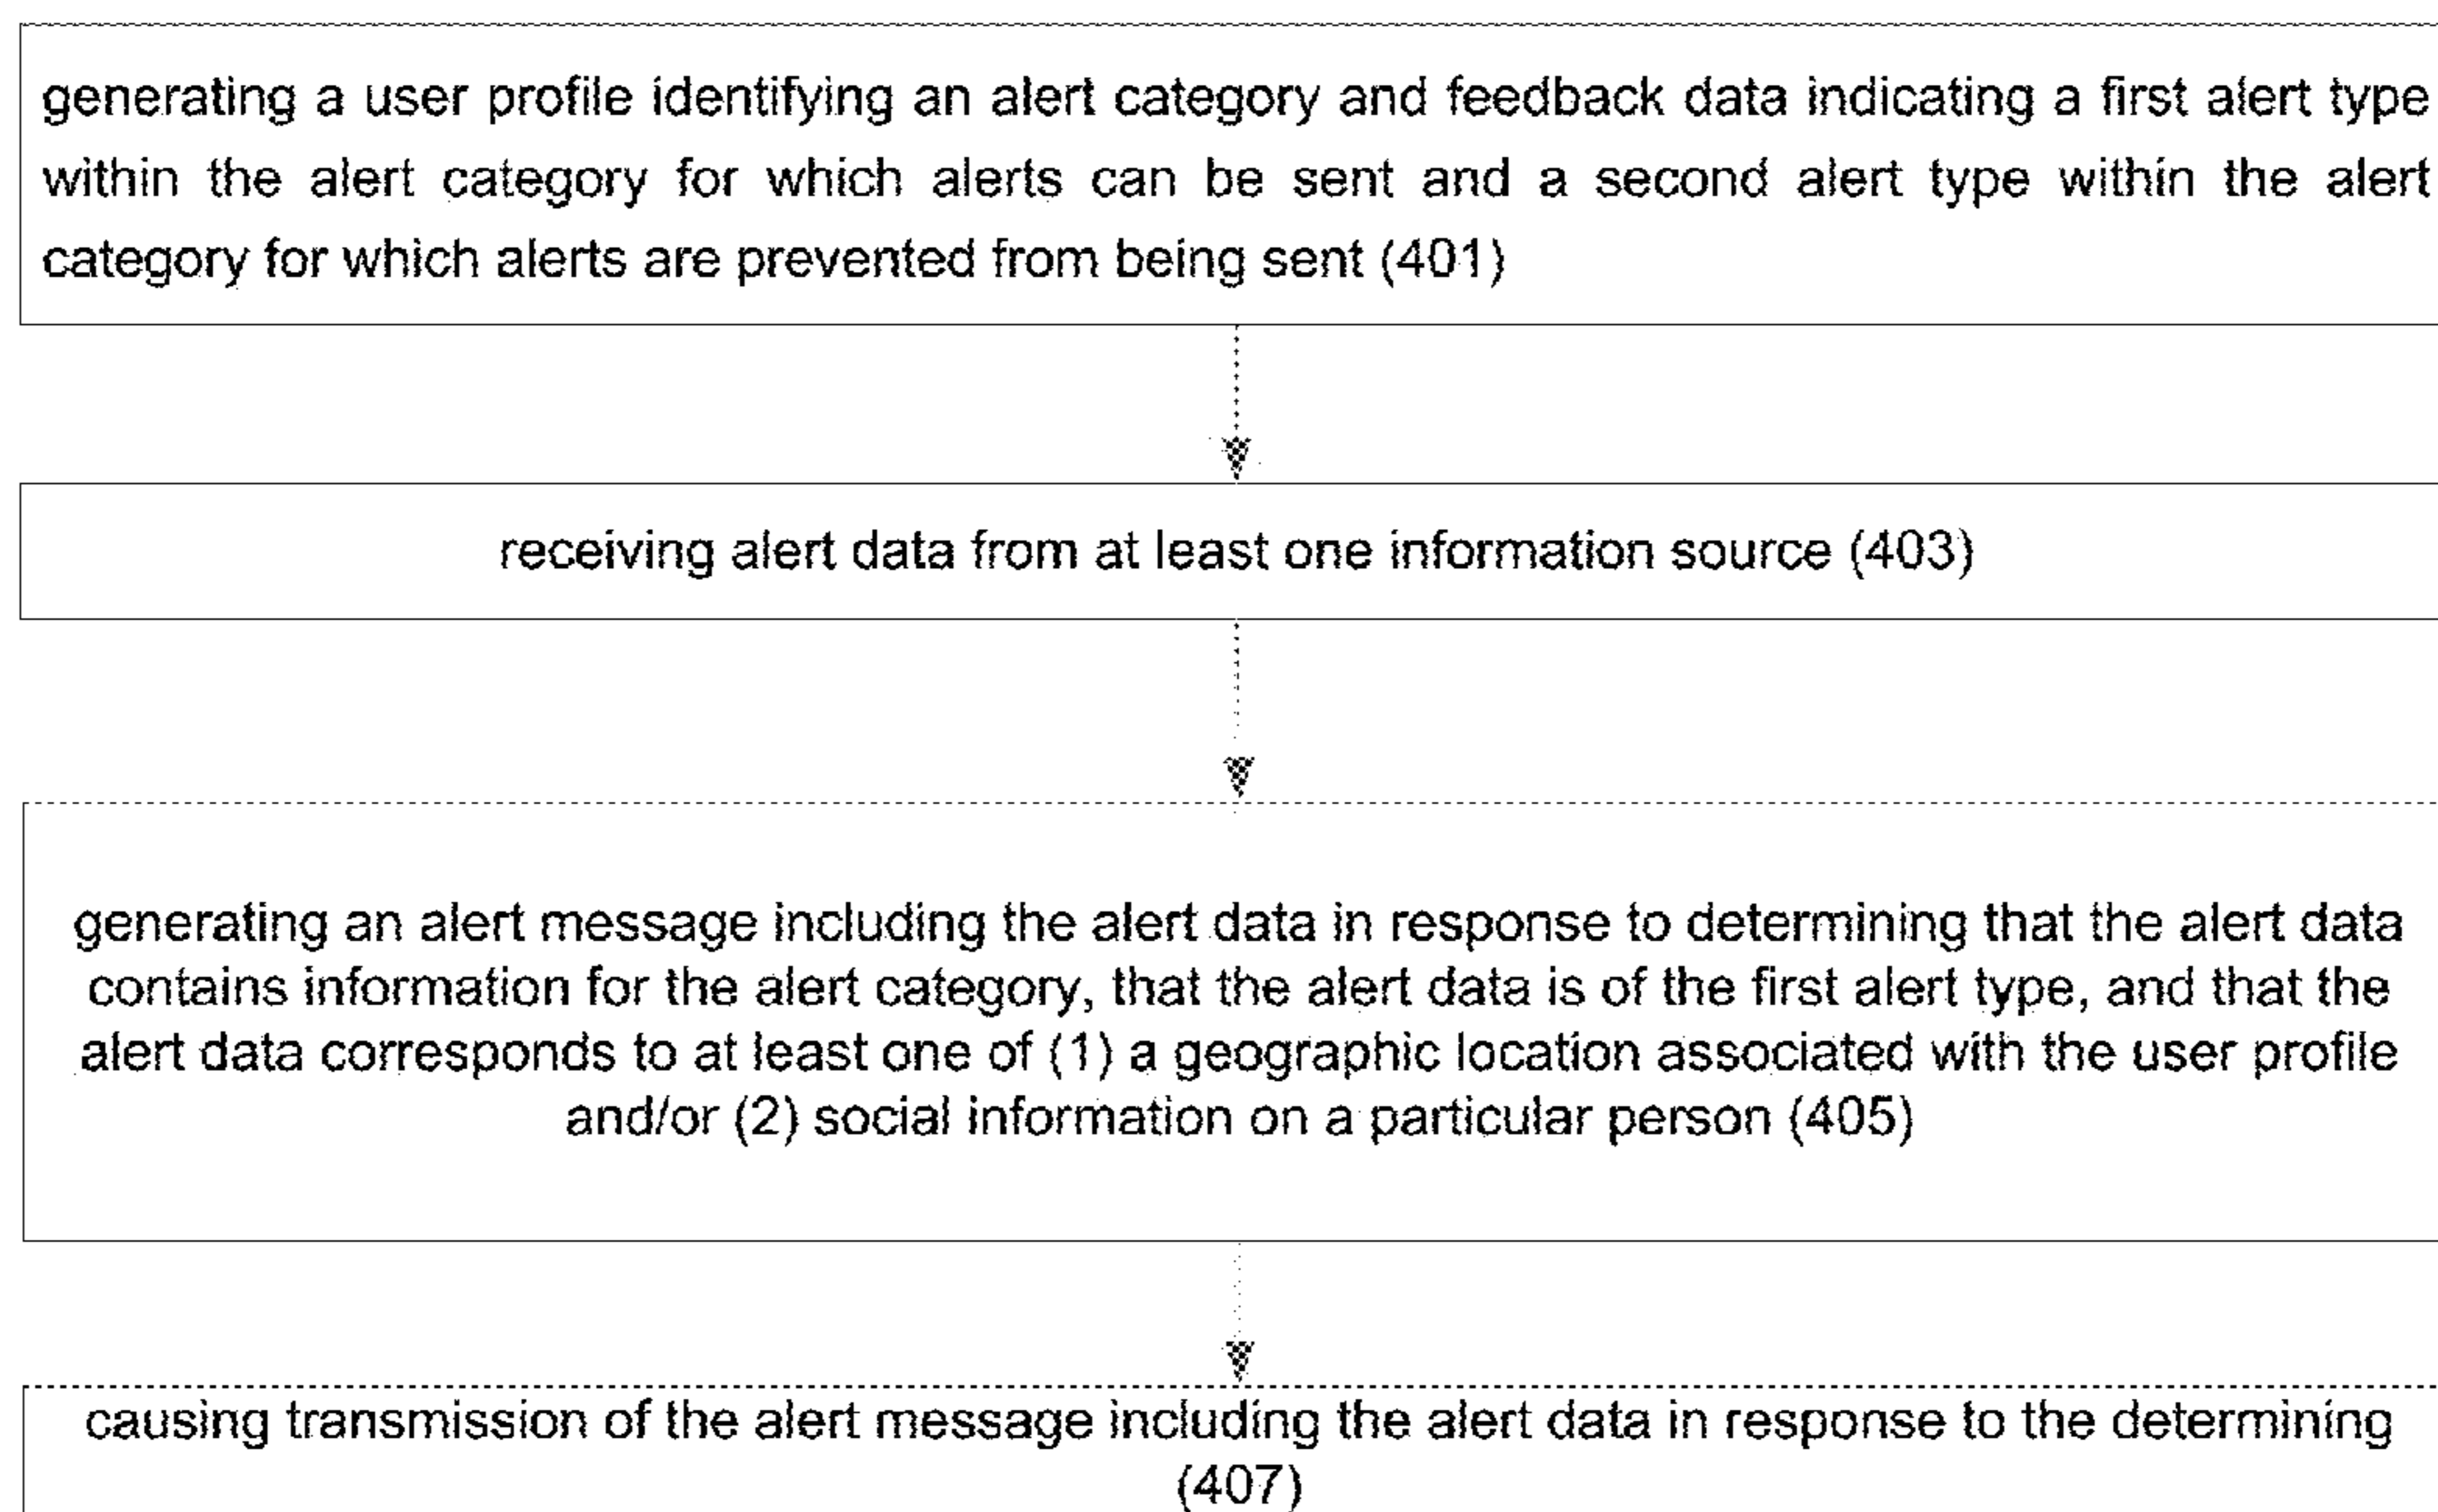 generating a user profile identifying an alert category and feedback data indicating a first alert type
within the alert category for which alerts can be sent and a second alert type within the alert
category for which alerts are prevented from being sent (401)
receiving alert data from at least one information source (403)
generating an alert message including the alert data in response to determining that the alert data
contains information for the alert category, that the alert data is of the first alert type, and that the
alert data corresponds to at least one of (1) a geographic location associated with the user profile
and/or (2) social information on a particular person (405)
causing transmission of the alert message including the alert data in response to the determining
(407)